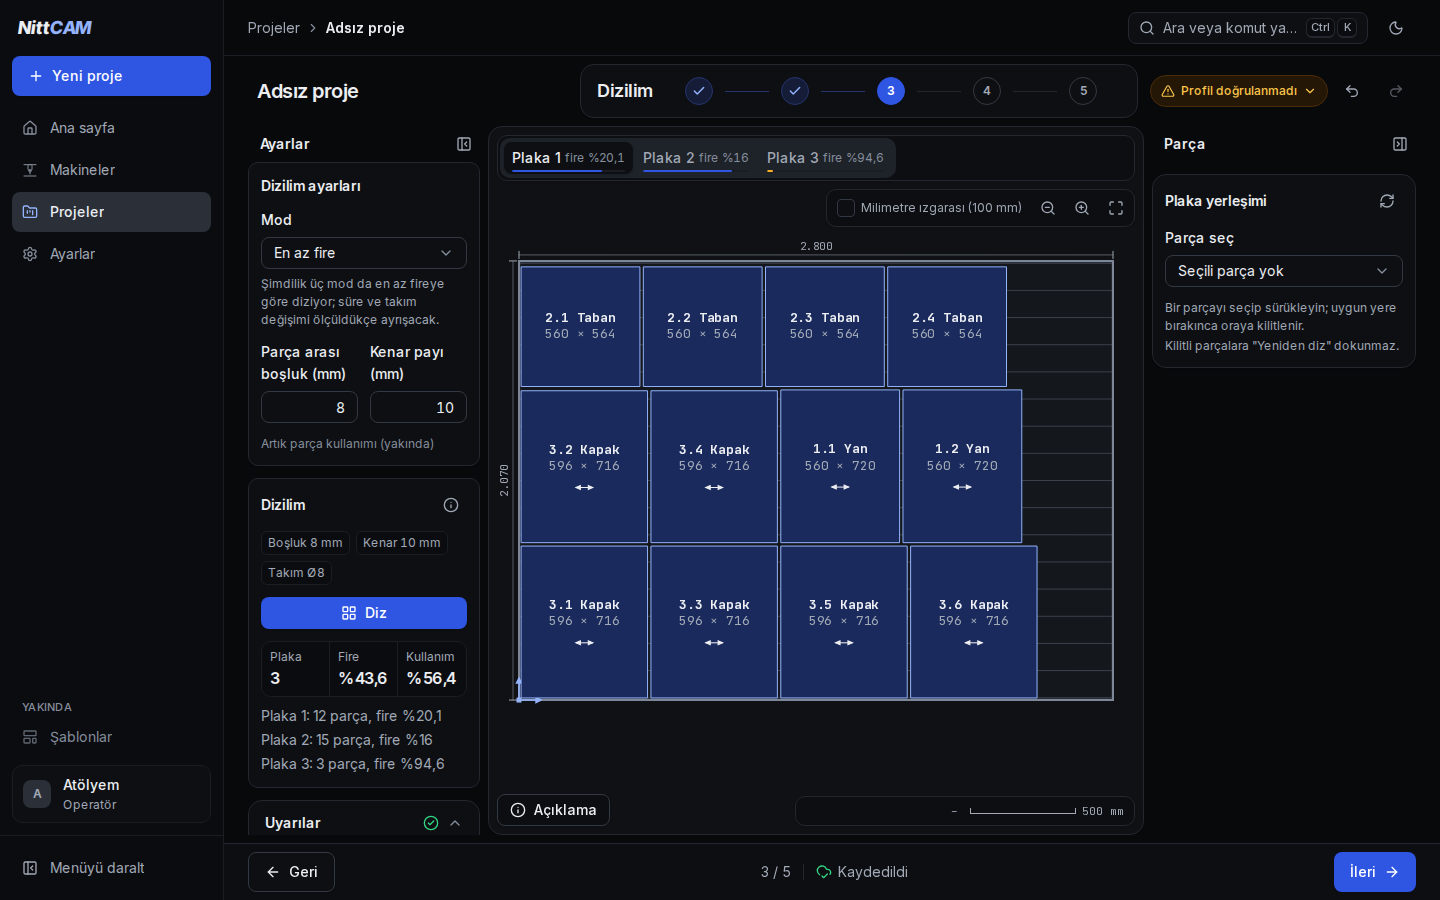 NittCAM
Yeni proje
Ana sayfa
Makineler
Projeler
Ayarlar
YAKINDA
Şablonlar
A
Atölyem
Operatör
Menüyü daralt
Projeler > Adsız proje
Ara veya komut ya... Ctrl K
Adsız proje
Dizilim 3 4 5
Profil doğrulanmadı
Ayarlar
Dizilim ayarları
Mod
En az fire
Şimdilik üç mod da en az fireye
göre diziyor; süre ve takım
değişimi ölçüldükçe ayrışacak.
Parça arası
boşluk (mm)
Kenar payı
(mm)
8
10
Artık parça kullanımı (yakında)
Dizilim
Boşluk 8 mm
Kenar 10 mm
Takım Ø8
Diz
Plaka
3
Fire
%43,6
Kullanım
%56,4
Plaka 1: 12 parça, fire %20,1
Plaka 2: 15 parça, fire %16
Plaka 3: 3 parça, fire %94,6
Uyarılar
Plaka 1 fire %20,1
Plaka 2 fire %16
Plaka 3 fire %94,6
Milimetre ızgarası (100 mm)
2.800
2.070
2.1 Taban
560 × 564
2.2 Taban
560 × 564
2.3 Taban
560 × 564
2.4 Taban
560 × 564
3.2 Kapak
596 × 716
3.4 Kapak
596 × 716
1.1 Yan
560 × 720
1.2 Yan
560 × 720
3.1 Kapak
596 × 716
3.3 Kapak
596 × 716
3.5 Kapak
596 × 716
3.6 Kapak
596 × 716
Açıklama
– 500 mm
Parça
Plaka yerleşimi
Parça seç
Seçili parça yok
Bir parçayı seçip sürükleyin; uygun yere
bırakınca oraya kilitlenir.
Kilitli parçalara "Yeniden diz" dokunmaz.
Geri
3 / 5
Kaydedildi
İleri